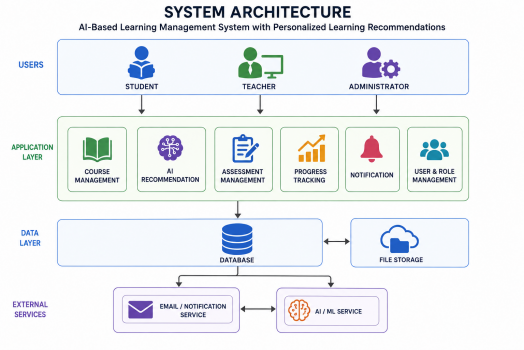 SYSTEM ARCHITECTURE
AI-Based Learning Management System with Personalized Learning Recommendations
USERS
STUDENT
TEACHER
ADMINISTRATOR
APPLICATION
LAYER
COURSE
MANAGEMENT
AI
RECOMMENDATION
ASSESSMENT
MANAGEMENT
PROGRESS
TRACKING
NOTIFICATION
USER & ROLE
MANAGEMENT
DATA
LAYER
DATABASE
FILE STORAGE
EXTERNAL
SERVICES
EMAIL / NOTIFICATION
SERVICE
AI / ML SERVICE